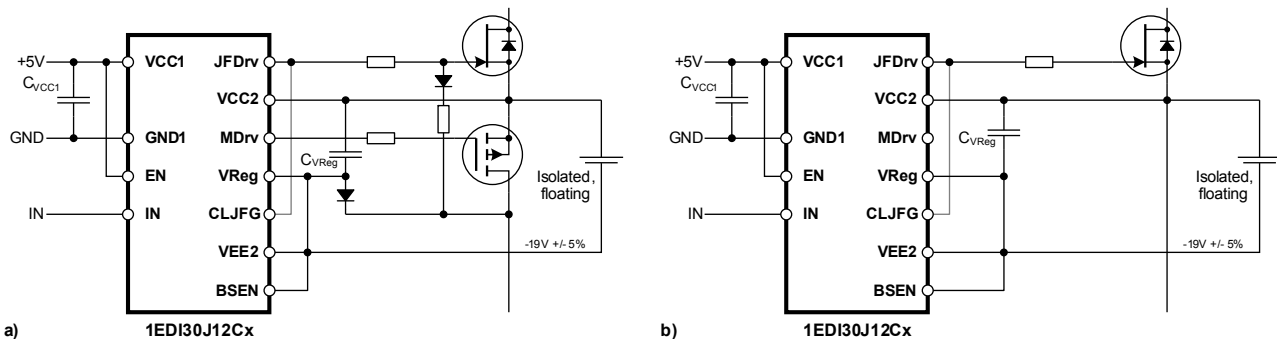 +5V
CVCC1
GND
IN
VCC1
GND1
EN
IN
JFDrv
VCC2
MDrv
VReg
CLJFG
VEE2
BSEN
CVReg
Isolated,
floating
-19V +/- 5%
a)
1EDI30J12Cx
+5V
CVCC1
GND
IN
VCC1
GND1
EN
IN
JFDrv
VCC2
MDrv
VReg
CLJFG
VEE2
BSEN
CVReg
Isolated,
floating
-19V +/- 5%
b)
1EDI30J12Cx